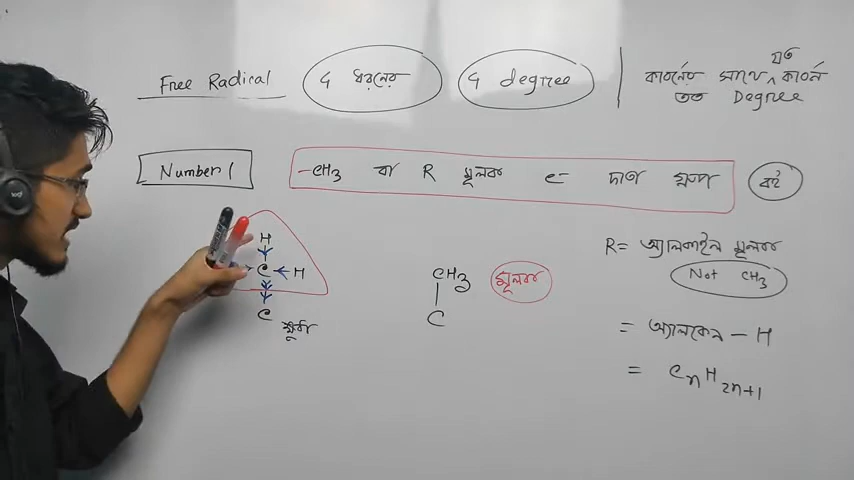 Free Radical
4 ধরনের
4 degree
কার্বনের সাথে যত কার্বন
তত Degree
Number 1
-CH3 বা R মূলক e- দাতা গ্রুপ
বই
H
C H
C
CH3 মূলক
C
R= অ্যালকাইল মূলক
Not CH3
= অ্যালকেন - H
= CnH2n+1